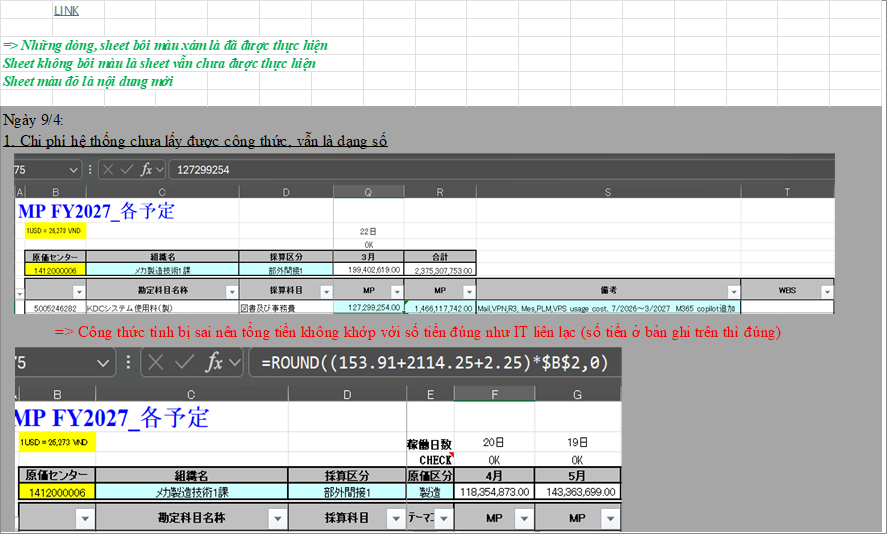 LINK
=> Những dòng, sheet bôi màu xám là đã được thực hiện
Sheet không bôi màu là sheet vẫn chưa được thực hiện
Sheet màu đỏ là nội dung mới
Ngày 9/4:
1. Chi phí hệ thống chưa lấy được công thức, vẫn là dạng số
75 fx 127299254
A B C D Q R S T
MP FY2027_各予定
1USD = 26,273 VND 22日
OK
原価センター 組織名 採算区分 3月 合計
1412000006 メカ製造技術1課 部外間接1 199,402,619.00 2,375,307,753.00
勘定科目名称 採算科目 MP MP 備考 WBS
5005246282 KDCシステム使用料(製) 図書及び事務費 127,299,254.00 1,466,117,742.00 Mail,VPN,R3, Mes,PLM,VPS usage cost, 7/2026~3/2027 M365 copilot追加
=> Công thức tính bị sai nên tổng tiền không khớp với số tiền đúng như IT liên lạc (số tiền ở bản ghi trên thì đúng)
75 fx =ROUND((153.91+2114.25+2.25)*$B$2,0)
B C D E F G
MP FY2027_各予定
1USD = 26,273 VND 稼働日数 20日 19日
CHECK OK OK
原価センター 組織名 採算区分 原価区分 4月 5月
1412000006 メカ製造技術1課 部外間接1 製造 118,354,873.00 143,363,699.00
勘定科目名称 採算科目 テーマコ MP MP